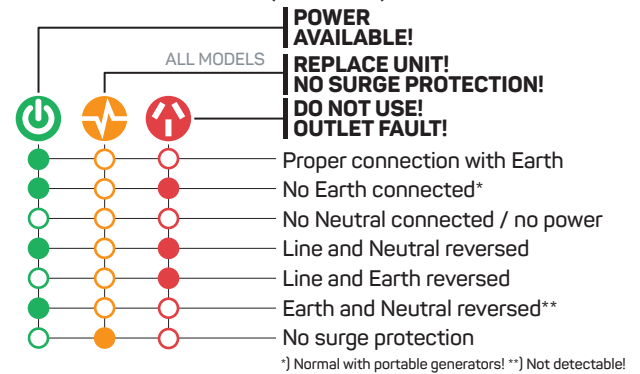 POWER
AVAILABLE!
ALL MODELS
REPLACE UNIT!
NO SURGE PROTECTION!
DO NOT USE!
OUTLET FAULT!
Proper connection with Earth
No Earth connected*
No Neutral connected / no power
Line and Neutral reversed
Line and Earth reversed
Earth and Neutral reversed**
No surge protection
*) Normal with portable generators! **) Not detectable!